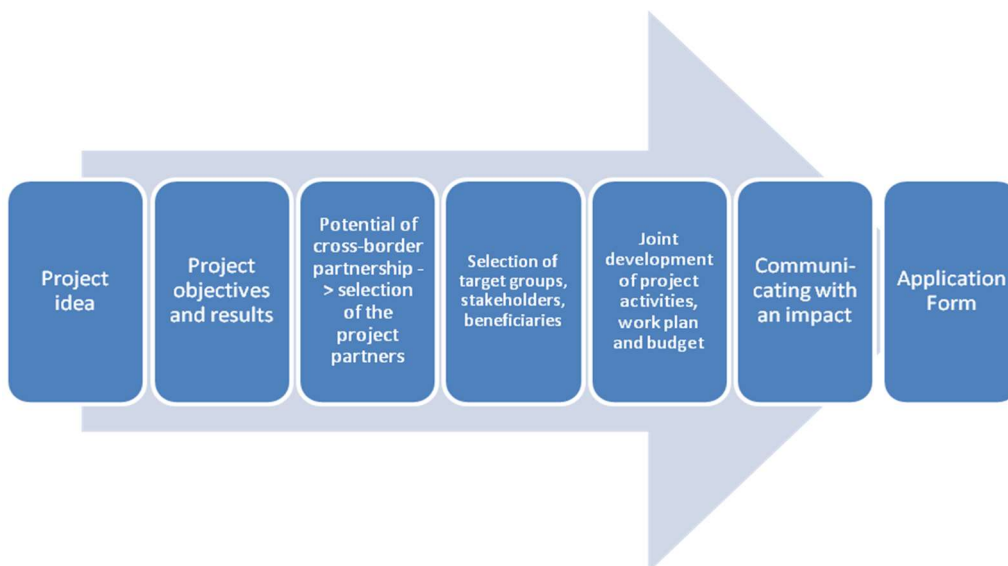 Project
idea
Project
objectives
and results
Potential of
cross-border
partnership -
> selection
of the
project
partners
Selection of
target groups,
stakeholders,
beneficiaries
Joint
development
of project
activities,
work plan
and budget
Communi-
cating with
an impact
Application
Form